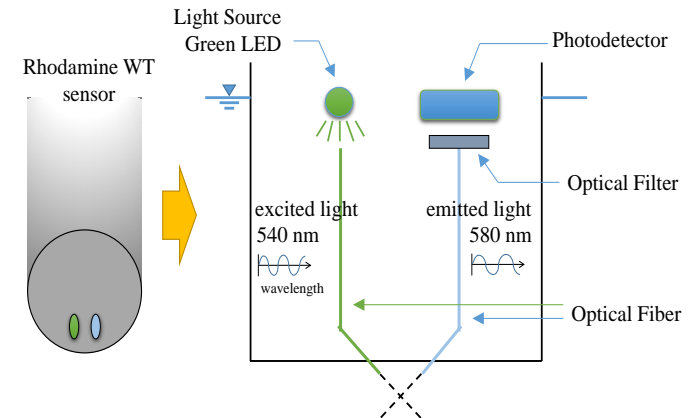 Light Source
Green LED
Photodetector
Rhodamine WT
sensor
Optical Filter
excited light
540 nm
emitted light
580 nm
wavelength
Optical Fiber